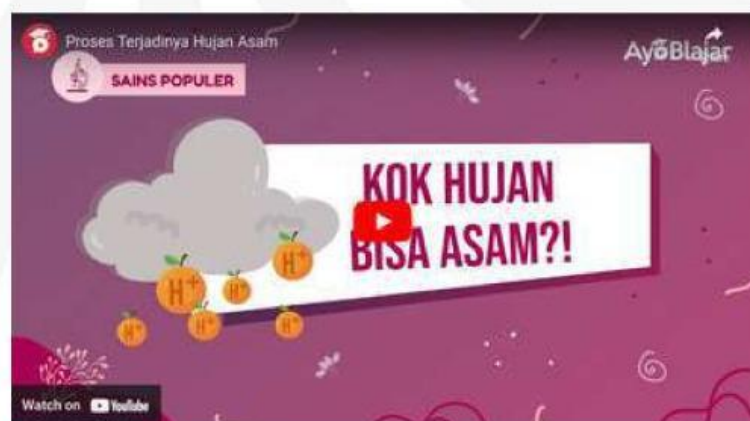 Proses Terjadinya Hujan Asam
AyoBlajar
SAINS POPULER
KOK HUJAN
BISA ASAM?!
H+
H+
H+
H+
H+
H+
Watch on YouTube